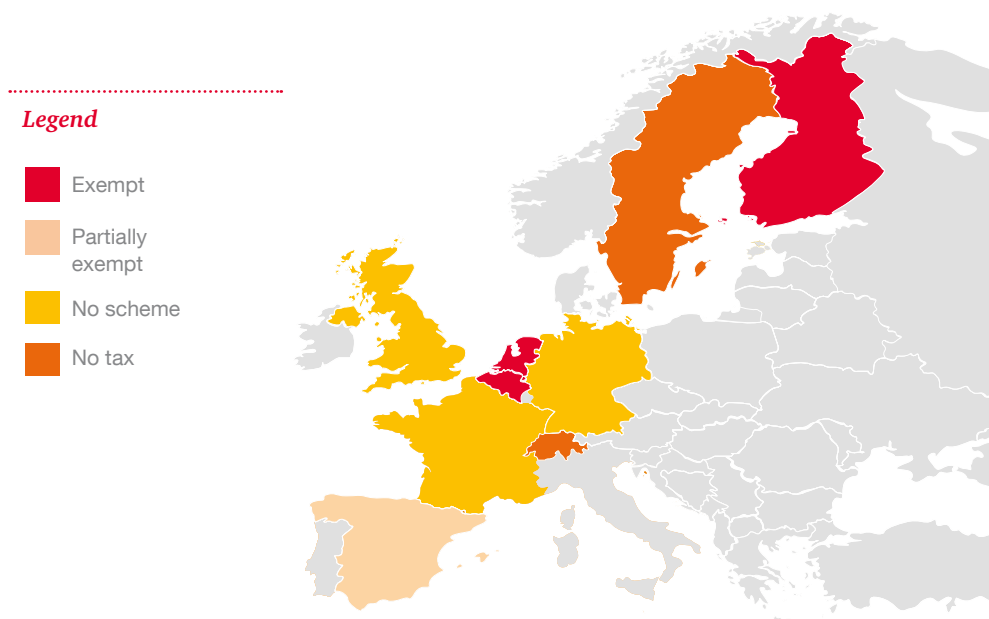 Legend
Exempt
Partially
exempt
No scheme
No tax